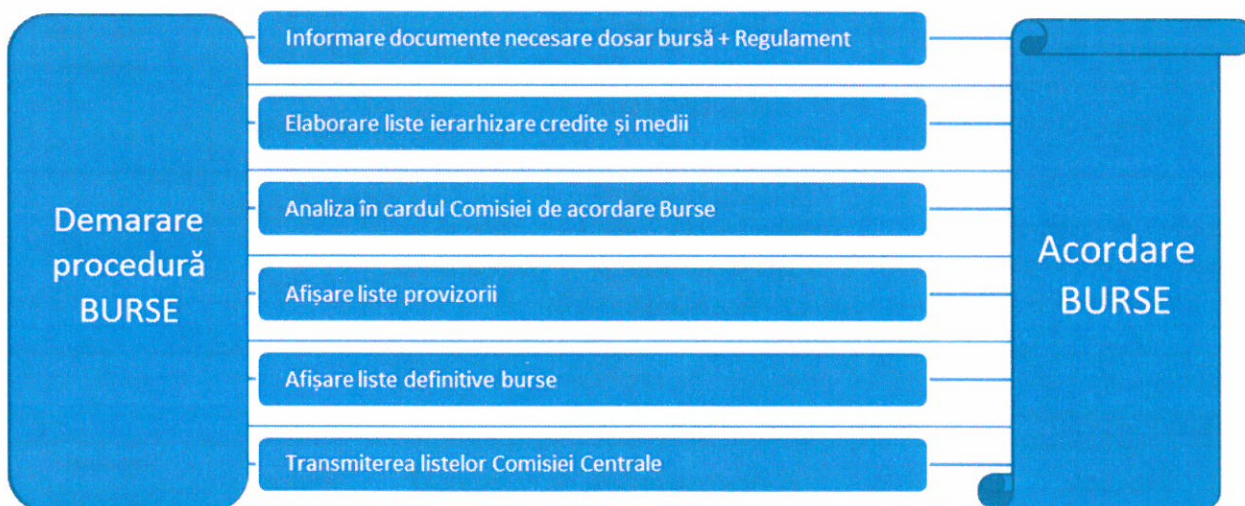 Demarare
procedură
BURSE
Informare documente necesare dosar bursă + Regulament
Elaborare liste ierarhizare credite și medii
Analiza în cardul Comisiei de acordare Burse
Afișare liste provizorii
Afișare liste definitive burse
Transmiterea listelor Comisiei Centrale
Acordare
BURSE